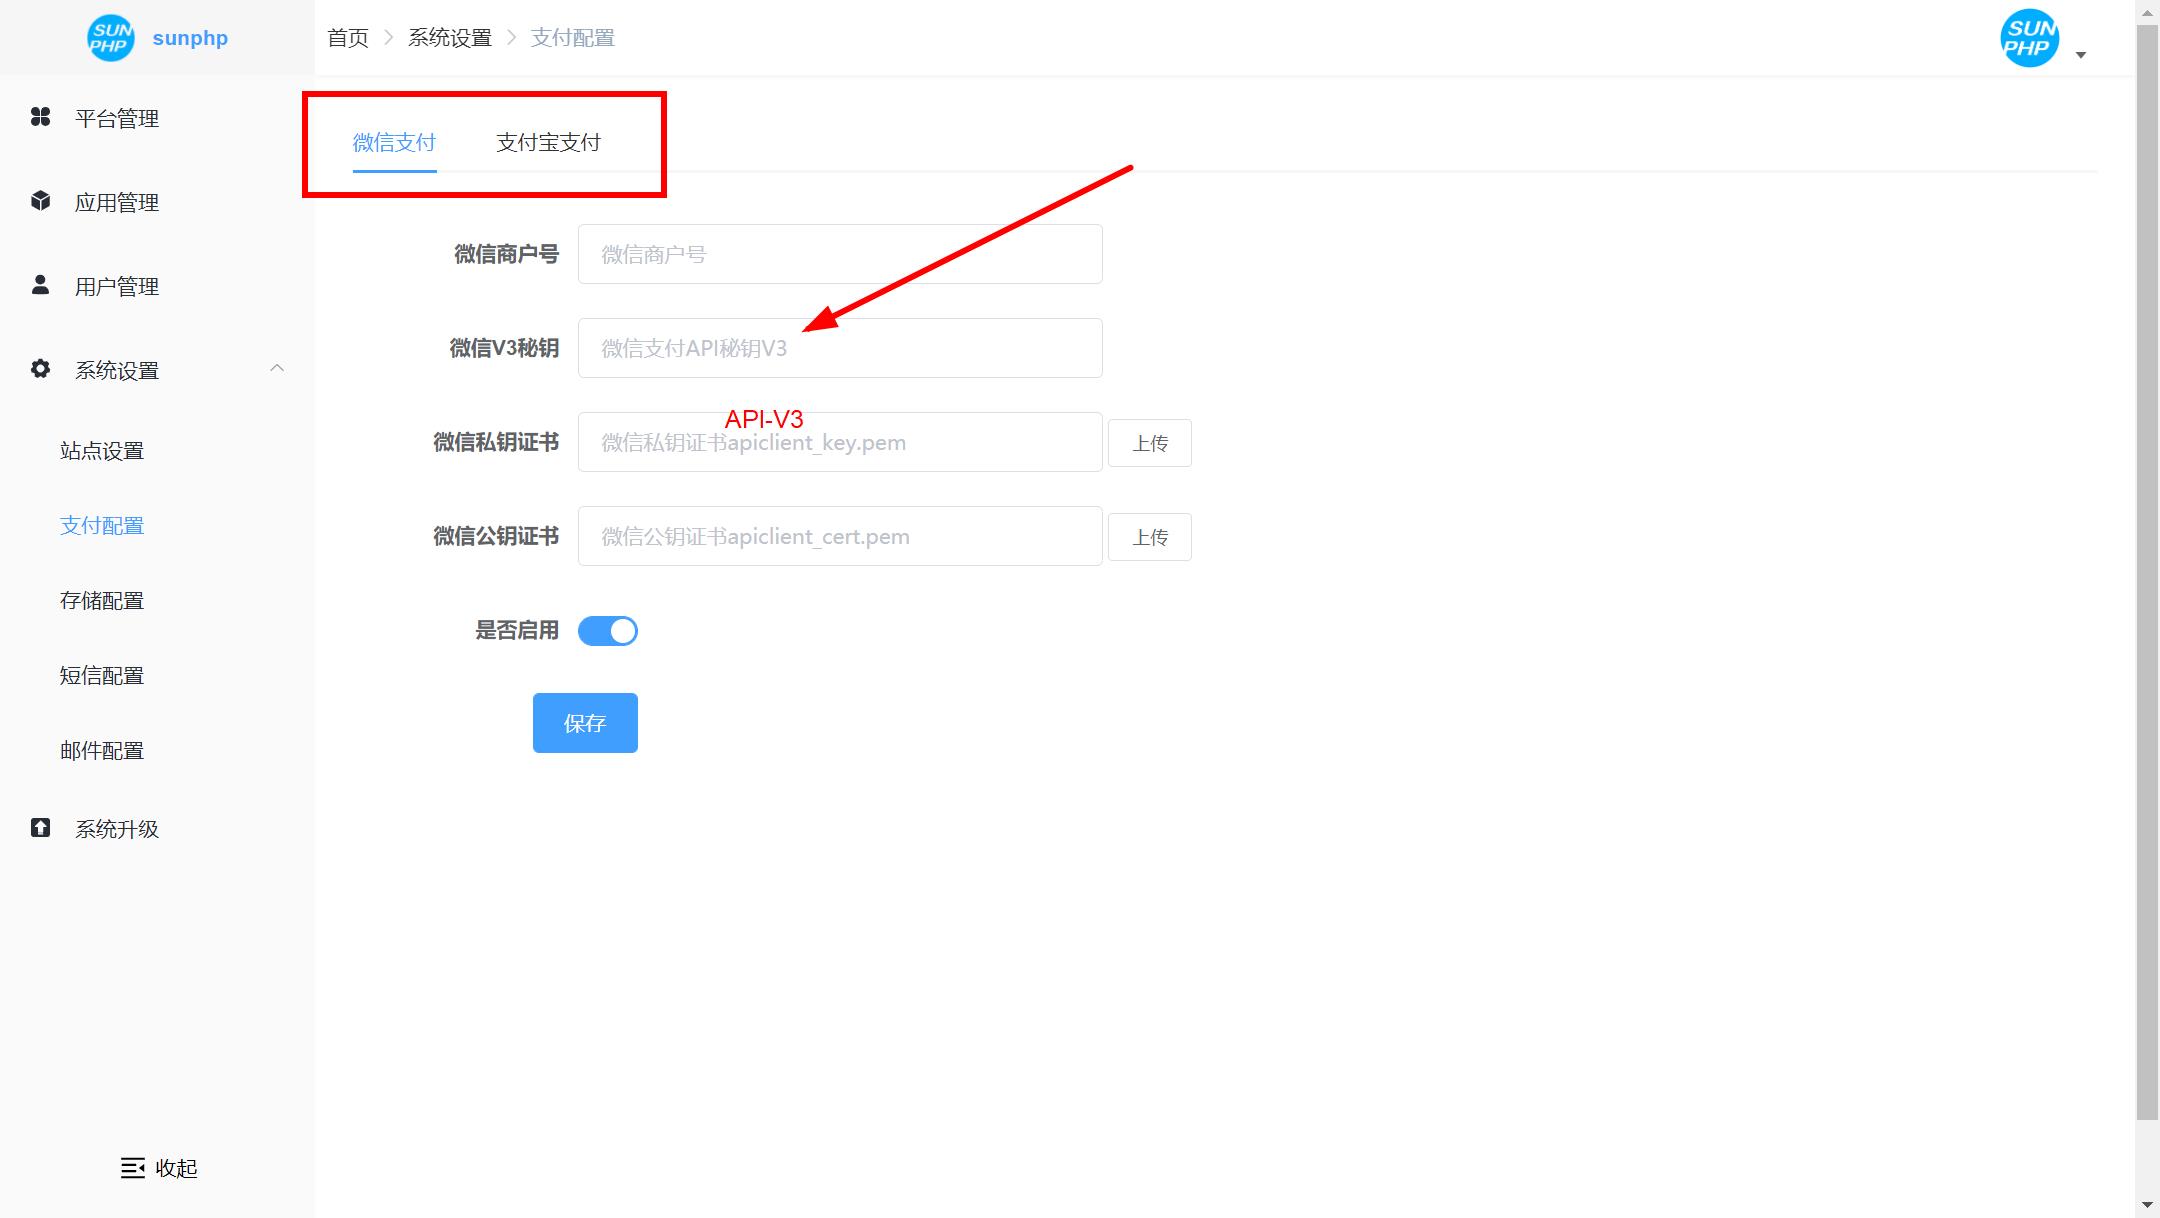 SUN
PHP
sunphp
首页
系统设置
支付配置
SUN
PHP
平台管理
应用管理
用户管理
系统设置
站点设置
支付配置
存储配置
短信配置
邮件配置
系统升级
收起
微信支付
支付宝支付
微信商户号
微信商户号
微信V3秘钥
微信支付API秘钥V3
API-V3
微信私钥证书
微信私钥证书apiclient_key.pem
上传
微信公钥证书
微信公钥证书apiclient_cert.pem
上传
是否启用
保存